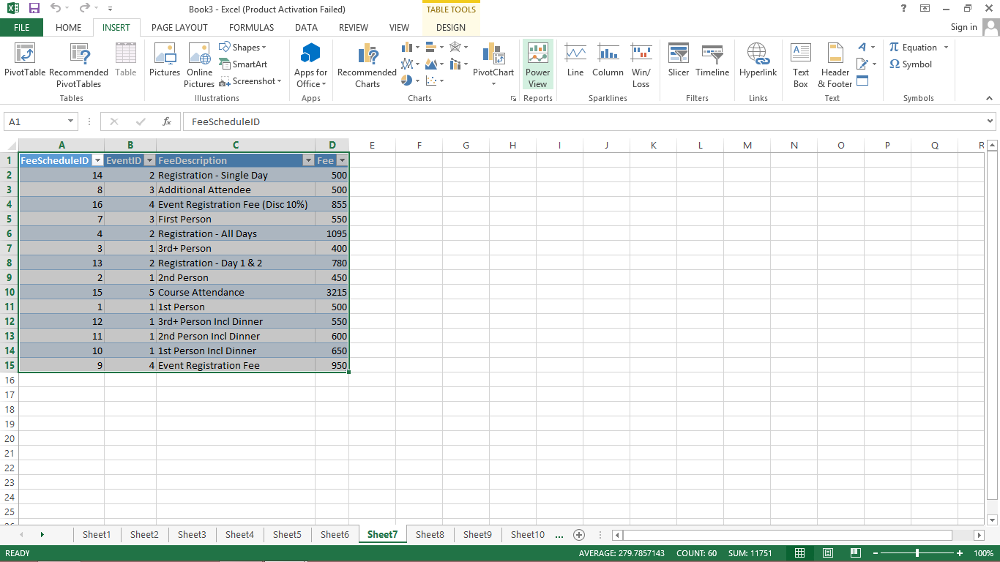 Book3 - Excel (Product Activation Failed)
TABLE TOOLS
?
FILE HOME INSERT PAGE LAYOUT FORMULAS DATA REVIEW VIEW DESIGN Sign in
PivotTable Recommended PivotTables Table
Tables
Pictures Online Pictures Shapes SmartArt Screenshot
Illustrations
Apps for Office
Apps
Recommended Charts PivotChart
Charts
Power View
Reports
Line Column Win/ Loss
Sparklines
Slicer Timeline
Filters
Hyperlink
Links
Text Box Header & Footer
Text
π Equation
Ω Symbol
Symbols
A1 fx FeeScheduleID
A B C D E F G H I J K L M N O P Q R
1 FeeScheduleID EventID FeeDescription Fee
2 14 2 Registration - Single Day 500
3 8 3 Additional Attendee 500
4 16 4 Event Registration Fee (Disc 10%) 855
5 7 3 First Person 550
6 4 2 Registration - All Days 1095
7 3 1 3rd+ Person 400
8 13 2 Registration - Day 1 & 2 780
9 2 1 2nd Person 450
10 15 5 Course Attendance 3215
11 1 1 1st Person 500
12 12 1 3rd+ Person Incl Dinner 550
13 11 1 2nd Person Incl Dinner 600
14 10 1 1st Person Incl Dinner 650
15 9 4 Event Registration Fee 950
16
17
18
19
20
21
22
23
24
25
Sheet1 Sheet2 Sheet3 Sheet4 Sheet5 Sheet6 Sheet7 Sheet8 Sheet9 Sheet10 ...
READY AVERAGE: 279.7857143 COUNT: 60 SUM: 11751 100%